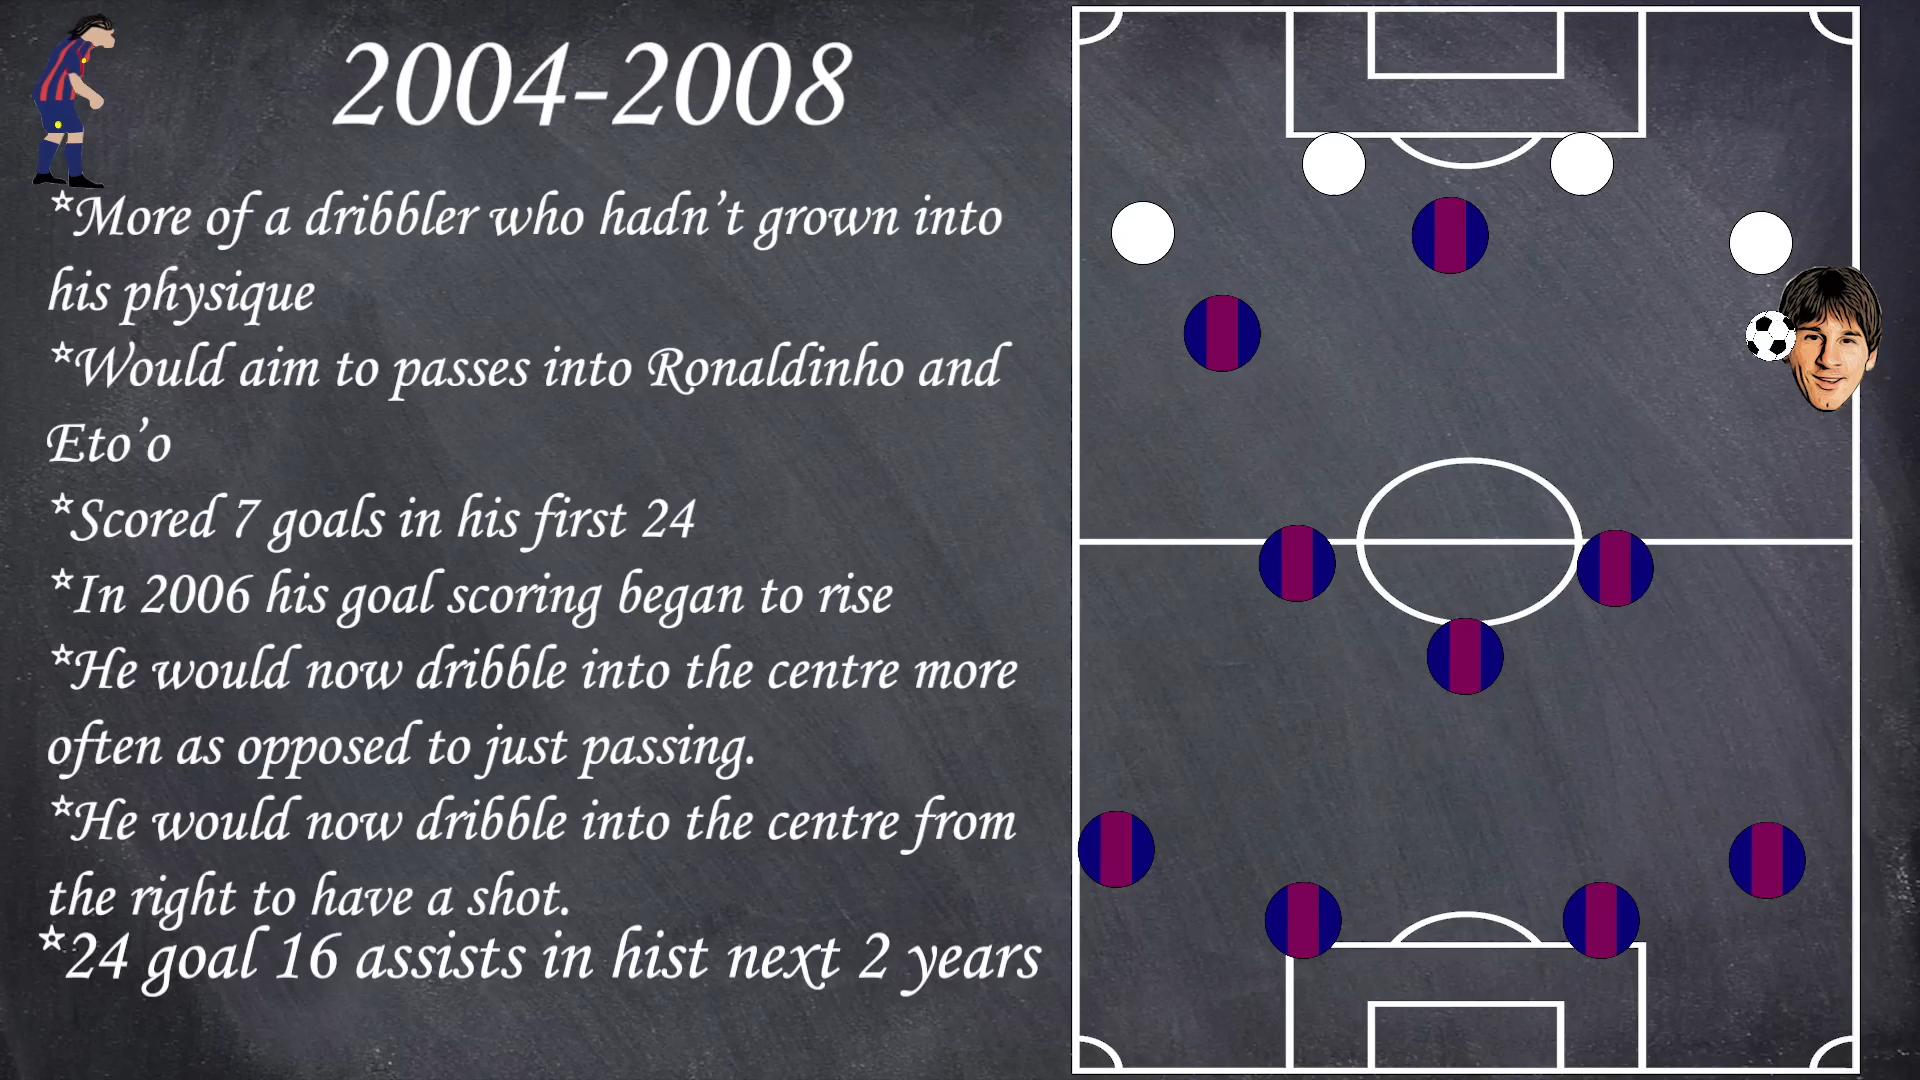 2004-2008
*More of a dribbler who hadn't grown into
his physique
*Would aim to passes into Ronaldinho and
Eto'o
*Scored 7 goals in his first 24
*In 2006 his goal scoring began to rise
*He would now dribble into the centre more
often as opposed to just passing.
*He would now dribble into the centre from
the right to have a shot.
*24 goal 16 assists in hist next 2 years